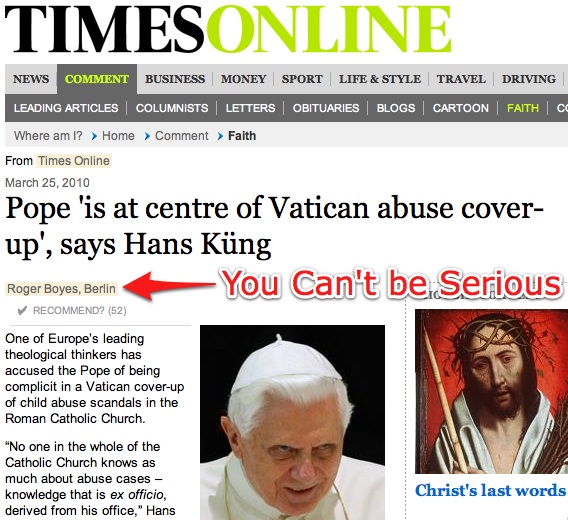 TIMESONLINE
NEWS COMMENT BUSINESS MONEY SPORT LIFE & STYLE TRAVEL DRIVING
LEADING ARTICLES COLUMNISTS LETTERS OBITUARIES BLOGS CARTOON FAITH
Where am I? Home Comment Faith
From Times Online
March 25, 2010
Pope 'is at centre of Vatican abuse cover-
up', says Hans Küng
Roger Boyes, Berlin
You Can't be Serious
RECOMMEND? (52)
One of Europe's leading
theological thinkers has
accused the Pope of being
complicit in a Vatican cover-up
of child abuse scandals in the
Roman Catholic Church.
“No one in the whole of the
Catholic Church knows as
much about abuse cases –
knowledge that is ex officio,
derived from his office,” Hans
Christ's last words